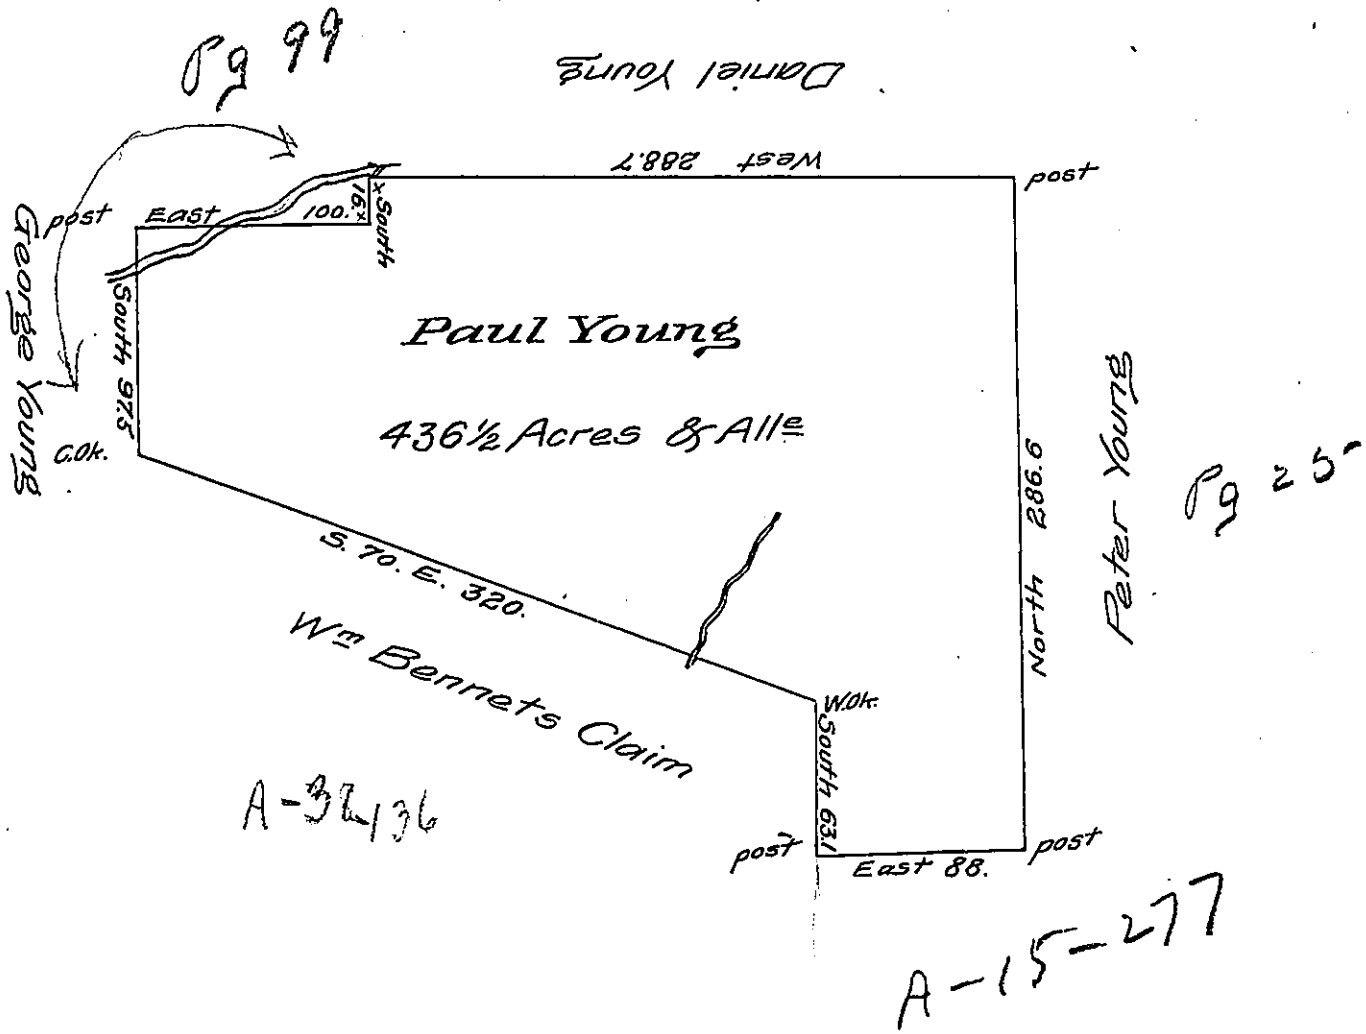 Pg 99
Daniel Young
West 288.7
post
post
East 100.
16.
South
George Young
South 97.5
C.Ok.
Paul Young
436½ Acres & Alle
Peter Young
North 286.6
Pg 25
S. 70. E. 320.
Wm Bennets Claim
W.Ok.
South 63.1
post
East 88.
post
A-15-277